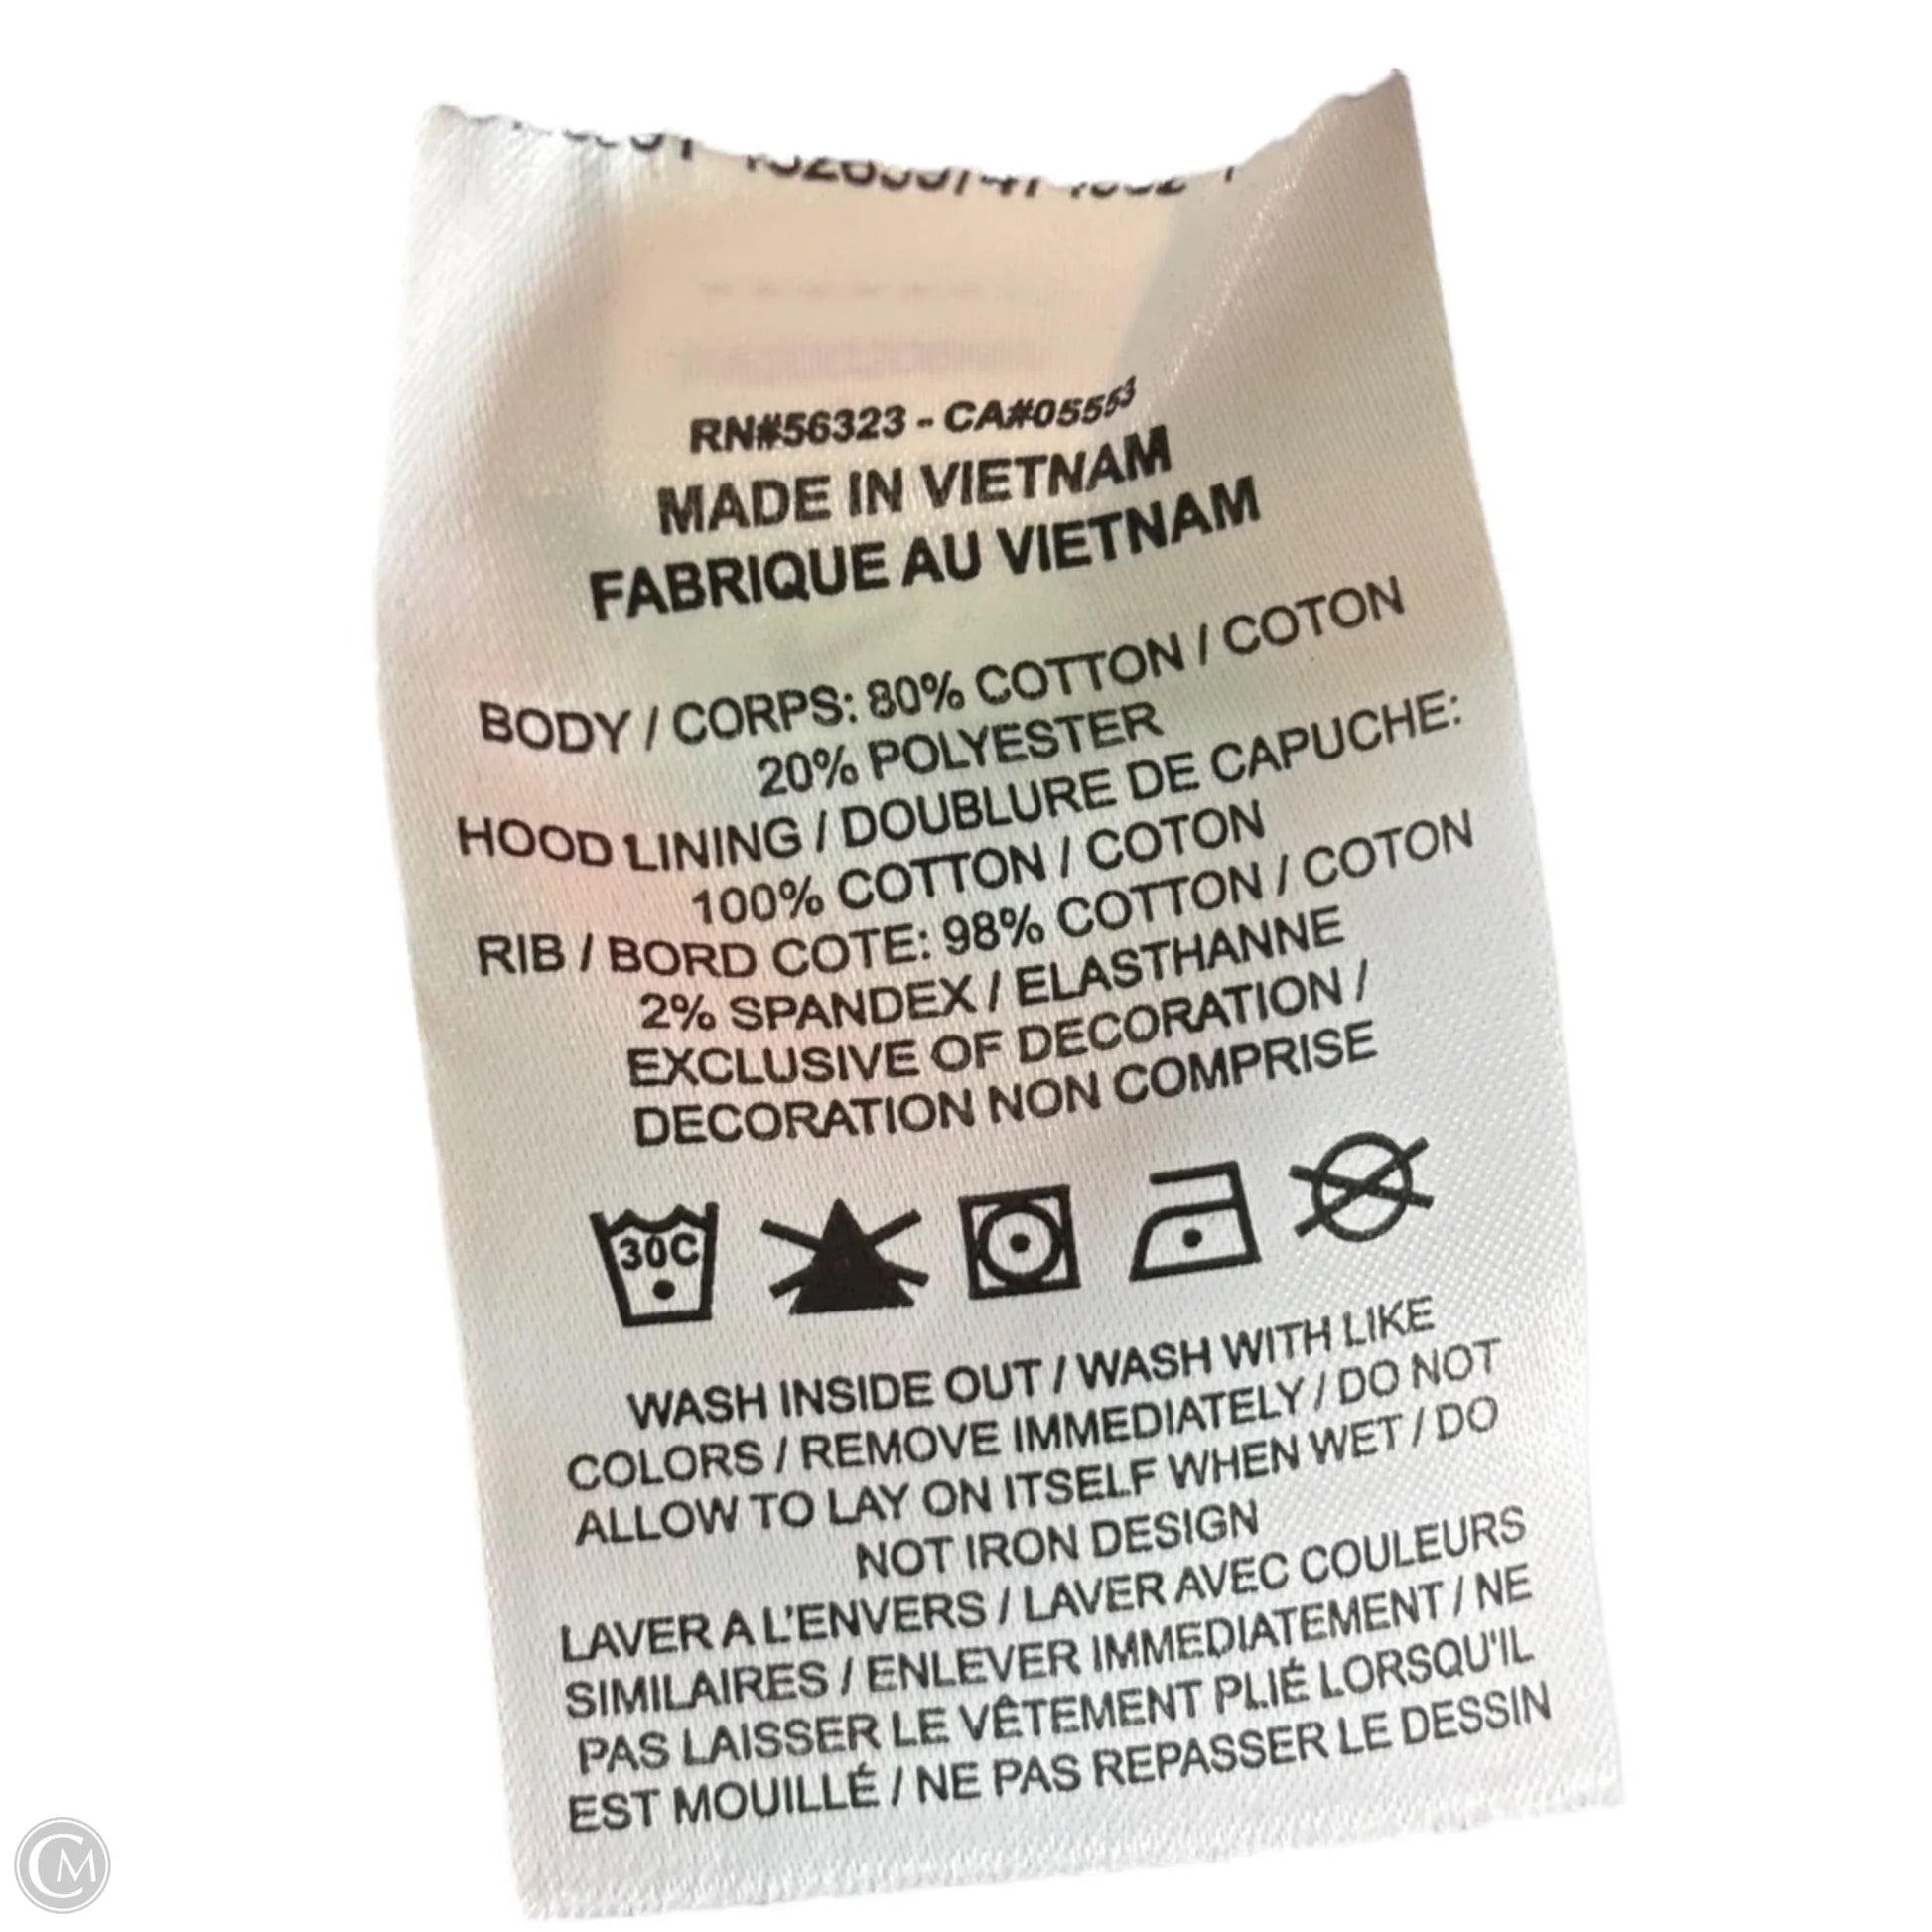 RN#56323 - CA#05553
MADE IN VIETNAM
FABRIQUE AU VIETNAM
BODY / CORPS: 80% COTTON / COTON
20% POLYESTER
HOOD LINING / DOUBLURE DE CAPUCHE:
100% COTTON / COTON
RIB / BORD COTE: 98% COTTON / COTON
2% SPANDEX / ELASTHANNE
EXCLUSIVE OF DECORATION /
DECORATION NON COMPRISE
30C
WASH INSIDE OUT / WASH WITH LIKE
COLORS / REMOVE IMMEDIATELY / DO NOT
ALLOW TO LAY ON ITSELF WHEN WET / DO
NOT IRON DESIGN
LAVER A L'ENVERS / LAVER AVEC COULEURS
SIMILAIRES / ENLEVER IMMEDIATEMENT / NE
PAS LAISSER LE VÊTEMENT PLIÉ LORSQU'IL
EST MOUILLÉ / NE PAS REPASSER LE DESSIN
CM